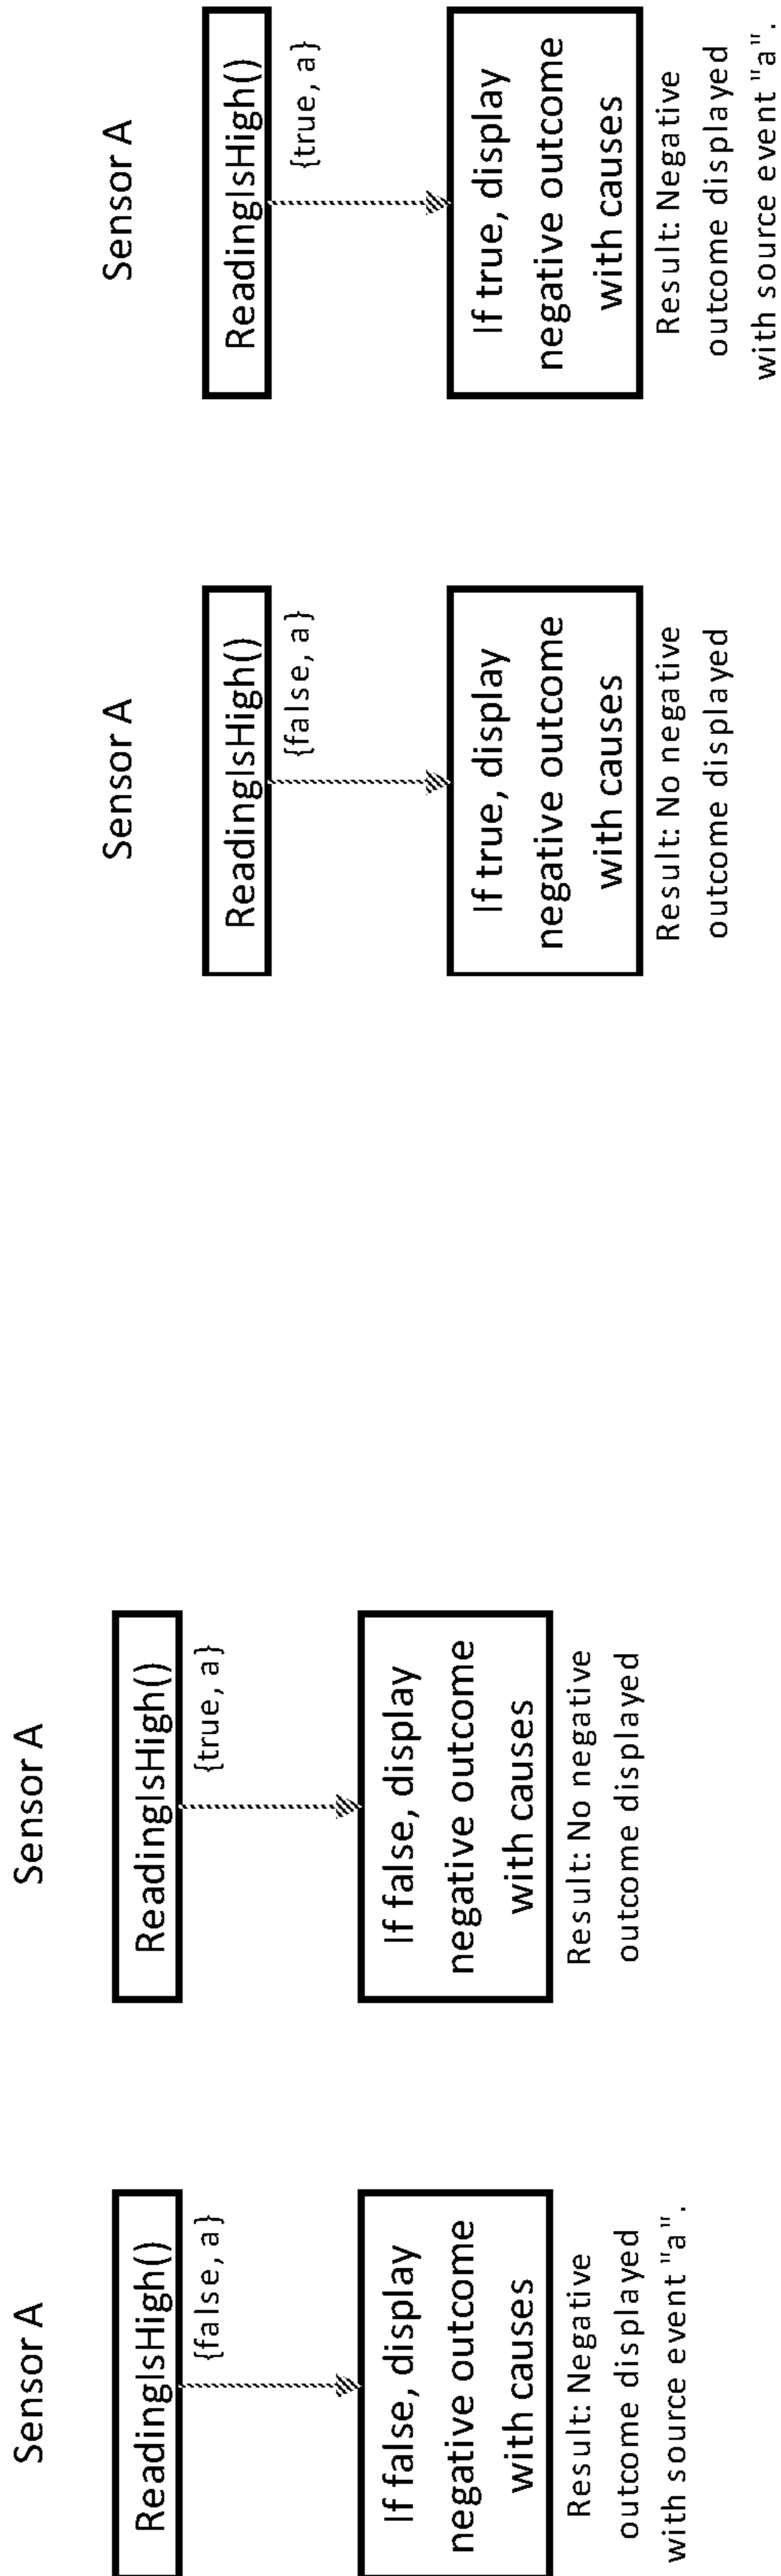 Sensor A
ReadingIsHigh()
{false, a}
If false, display
negative outcome
with causes
Result: Negative
outcome displayed
with source event "a".
Sensor A
ReadingIsHigh()
{true, a}
If false, display
negative outcome
with causes
Result: No negative
outcome displayed
Sensor A
ReadingIsHigh()
{false, a}
If true, display
negative outcome
with causes
Result: No negative
outcome displayed
Sensor A
ReadingIsHigh()
{true, a}
If true, display
negative outcome
with causes
Result: Negative
outcome displayed
with source event "a".